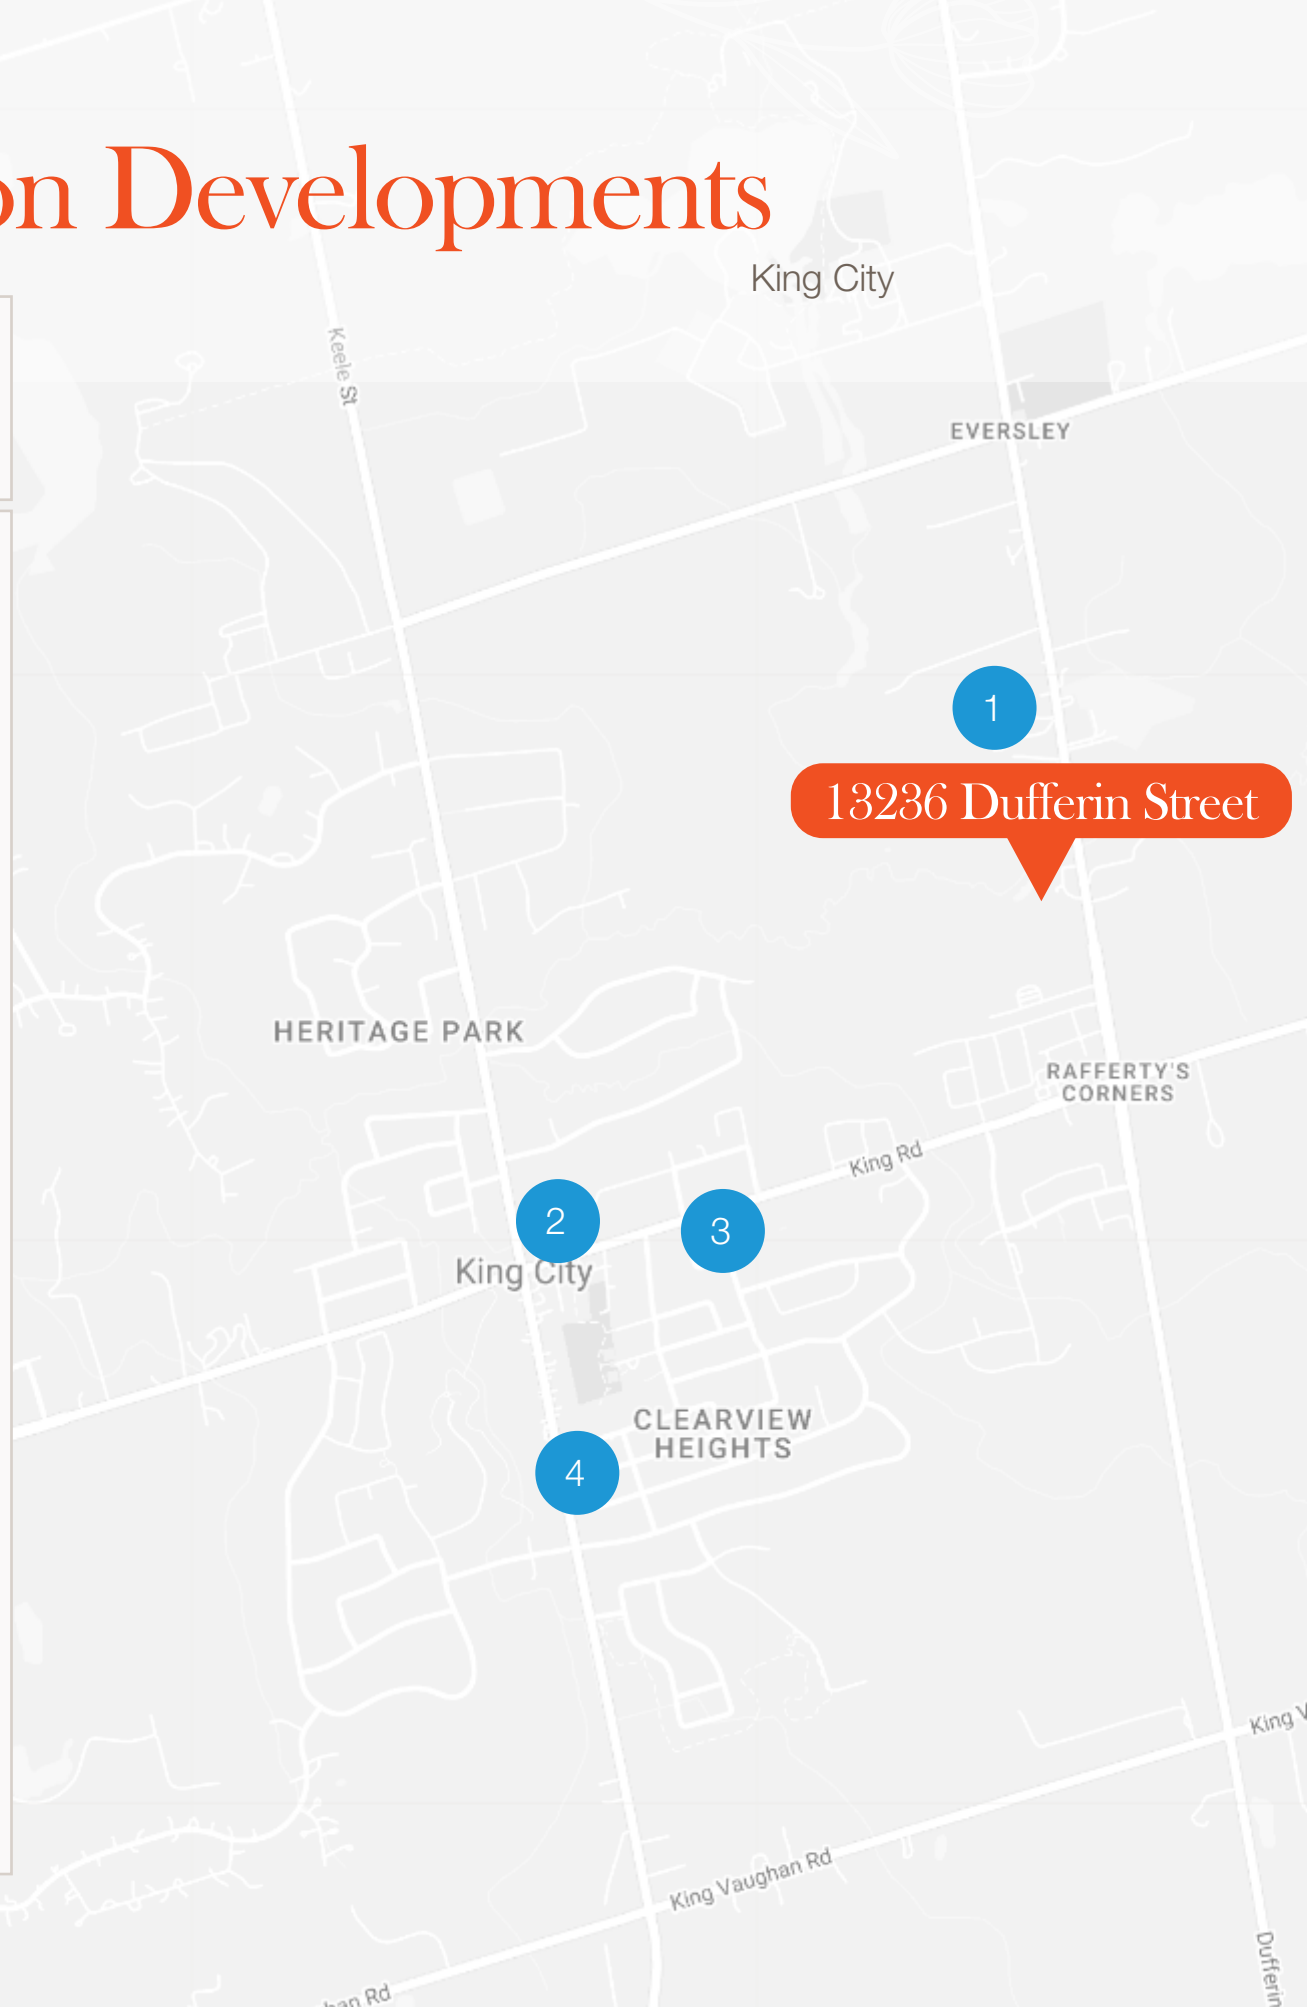 on Developments
King City
Keele St
EVERSLEY
1
13236 Dufferin Street
HERITAGE PARK
RAFFERTY'S
CORNERS
King Rd
2
3
King City
CLEARVIEW
HEIGHTS
4
King V
King Vaughan Rd
Dufferin
han Rd